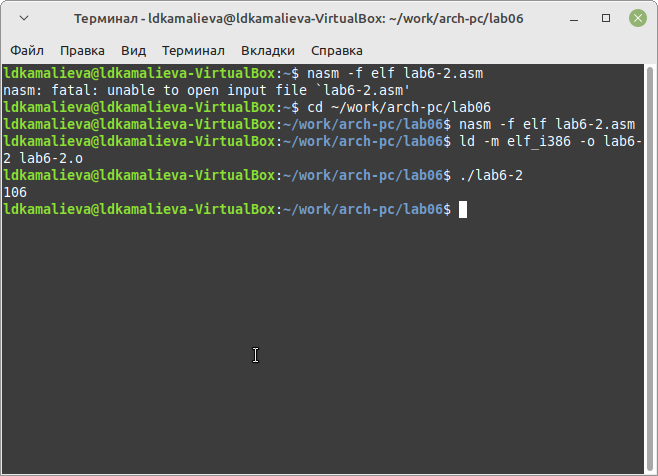 Терминал - ldkamalieva@ldkamalieva-VirtualBox: ~/work/arch-pc/lab06
Файл Правка Вид Терминал Вкладки Справка
ldkamalieva@ldkamalieva-VirtualBox:~$ nasm -f elf lab6-2.asm
nasm: fatal: unable to open input file `lab6-2.asm'
ldkamalieva@ldkamalieva-VirtualBox:~$ cd ~/work/arch-pc/lab06
ldkamalieva@ldkamalieva-VirtualBox:~/work/arch-pc/lab06$ nasm -f elf lab6-2.asm
ldkamalieva@ldkamalieva-VirtualBox:~/work/arch-pc/lab06$ ld -m elf_i386 -o lab6-
2 lab6-2.o
ldkamalieva@ldkamalieva-VirtualBox:~/work/arch-pc/lab06$ ./lab6-2
106
ldkamalieva@ldkamalieva-VirtualBox:~/work/arch-pc/lab06$